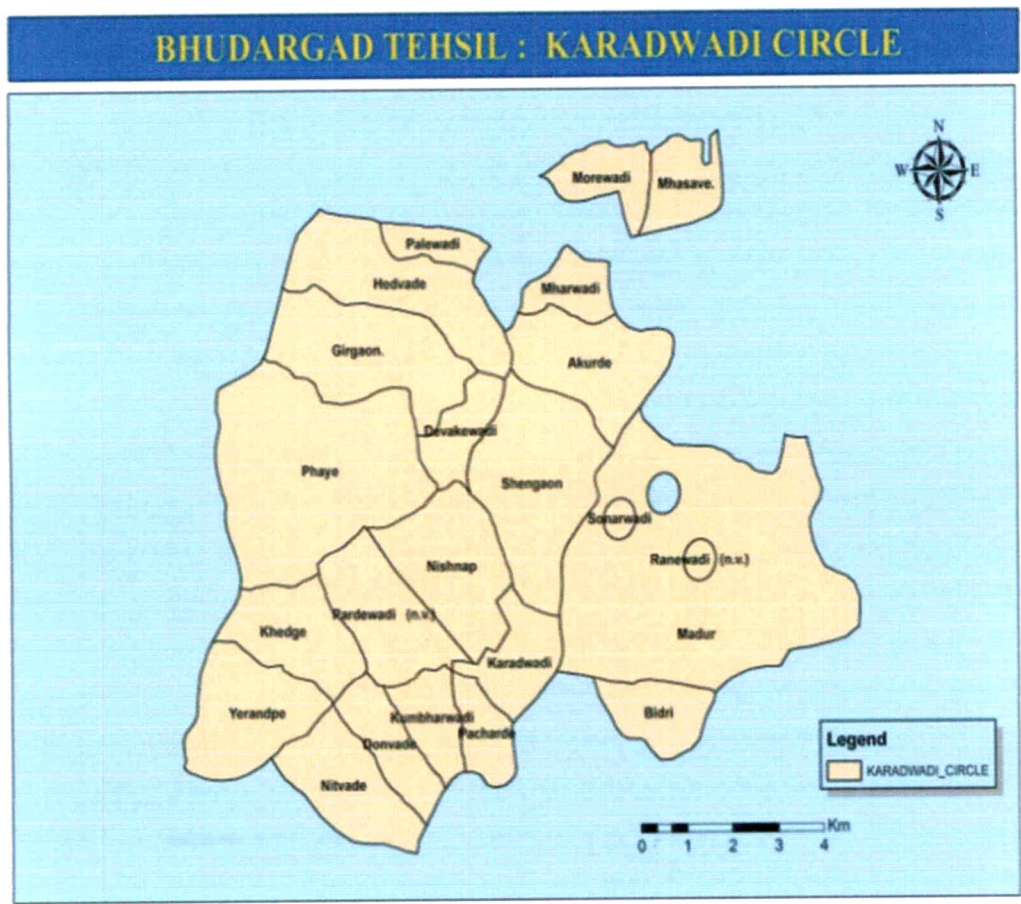 BHUDARGAD TEHSIL : KARADWADI CIRCLE
N
W E
S
Morewadi
Mhasave.
Palewadi
Hedvade
Mharwadi
Girgaon.
Akurde
Devakewadi
Phaye
Shengaon
Sonarwadi
Ranewadi (n.v.)
Nishnap
Rardewadi (n.v.)
Khedge
Madur
Karadwadi
Yerandpe
Kumbharwadi
Bidri
Pacharde
Donvade.
Nitvade
Legend
KARADWADI_CIRCLE
Km
0 1 2 3 4